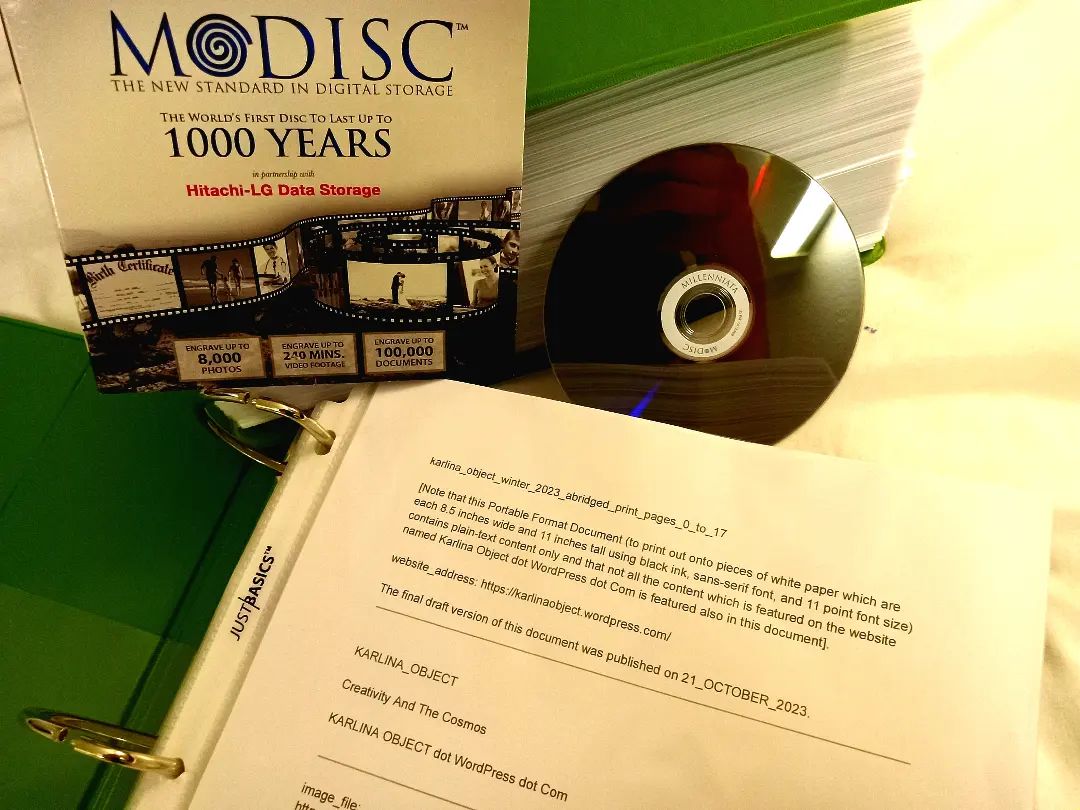 MODISC™
THE NEW STANDARD IN DIGITAL STORAGE
THE WORLD'S FIRST DISC TO LAST UP TO
1000 YEARS
in partnership with
Hitachi-LG Data Storage
Birth Certificate
ENGRAVE UP TO
8,000
PHOTOS
ENGRAVE UP TO
240 MINS.
VIDEO FOOTAGE
ENGRAVE UP TO
100,000
DOCUMENTS
MILLENNIATA
MODISC
JUST BASICS™
karlina_object_winter_2023_abridged_print_pages_0_to_17
[Note that this Portable Format Document (to print out onto pieces of white paper which are
each 8.5 inches wide and 11 inches tall using black ink, sans-serif font, and 11 point font size)
contains plain-text content only and that not all the content which is featured on the website
named Karlina Object dot WordPress dot Com is featured also in this document].
website_address: https://karlinaobject.wordpress.com/
The final draft version of this document was published on 21_OCTOBER_2023.
KARLINA_OBJECT
Creativity And The Cosmos
KARLINA OBJECT dot WordPress dot Com
image_file: